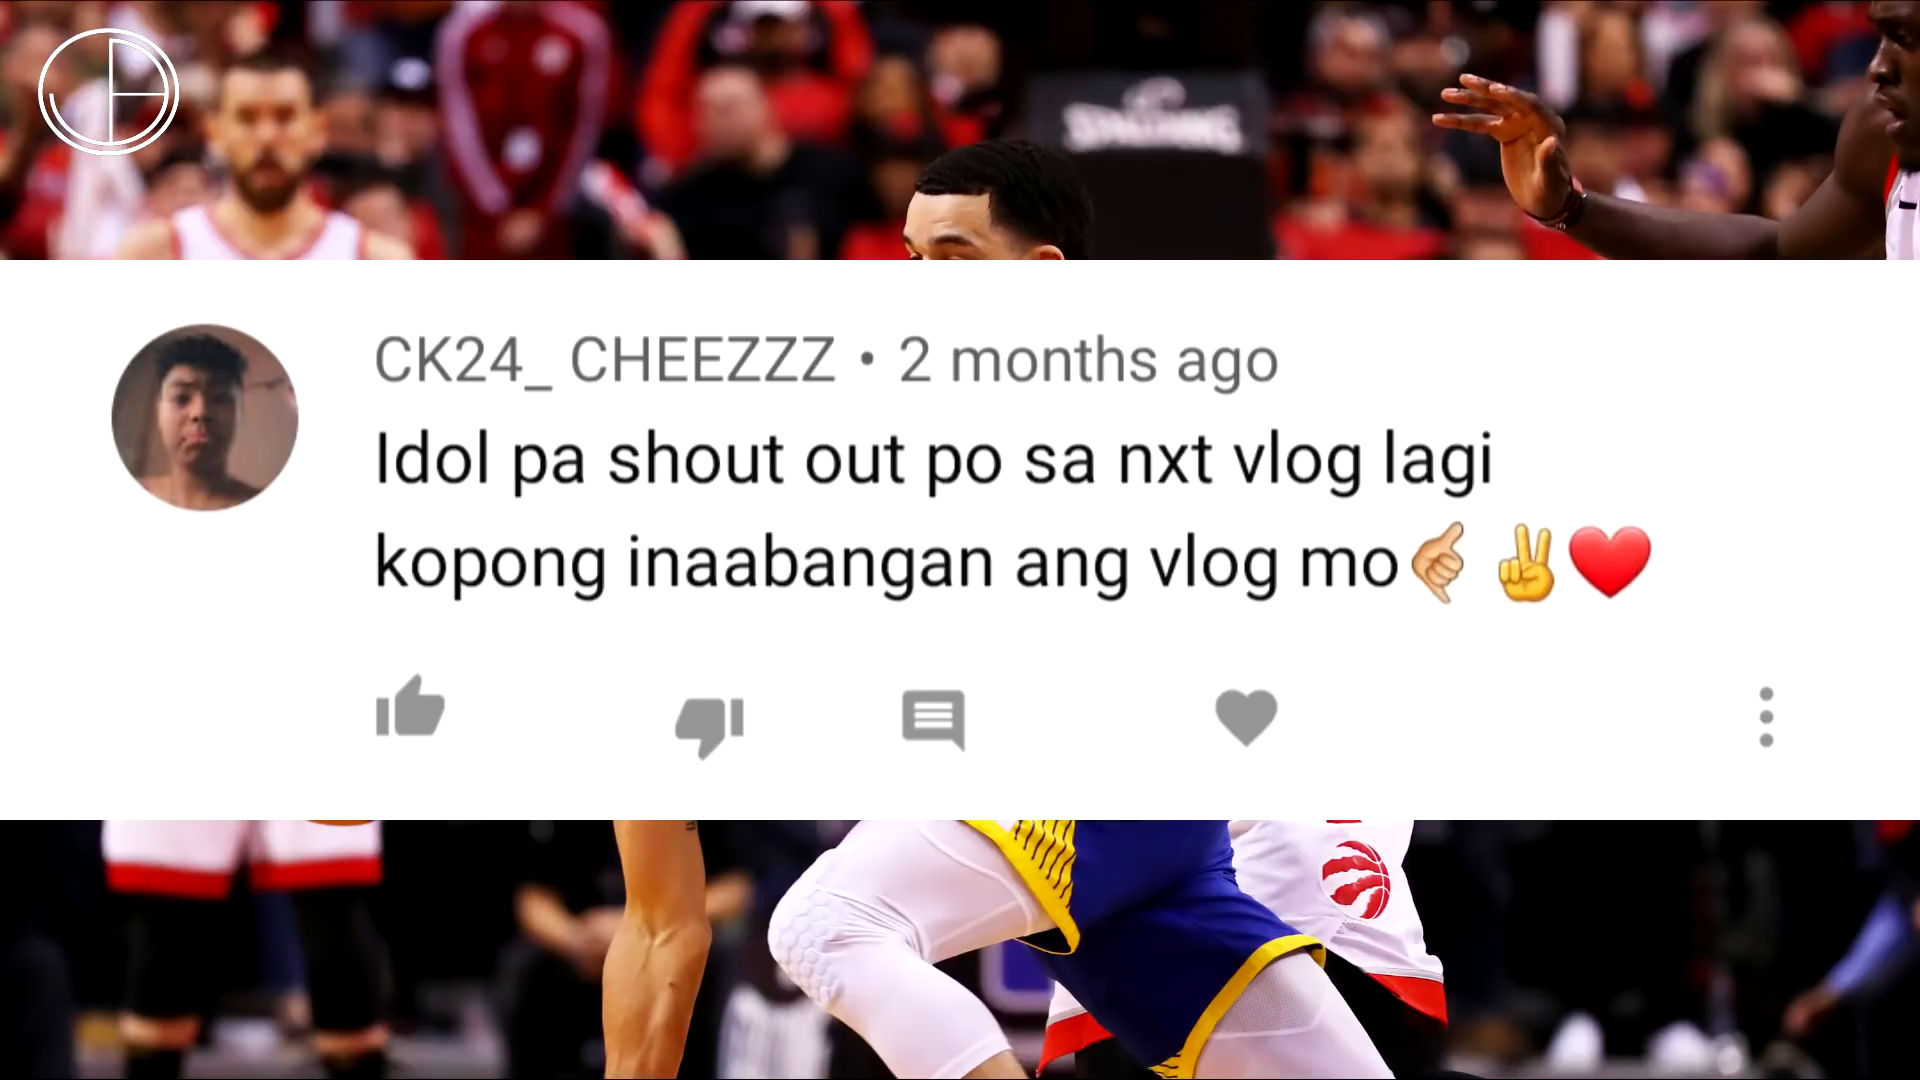 SPALDING
CK24_ CHEEZZZ • 2 months ago
Idol pa shout out po sa nxt vlog lagi
kopong inaabangan ang vlog mo🤙🏼 ✌️❤️